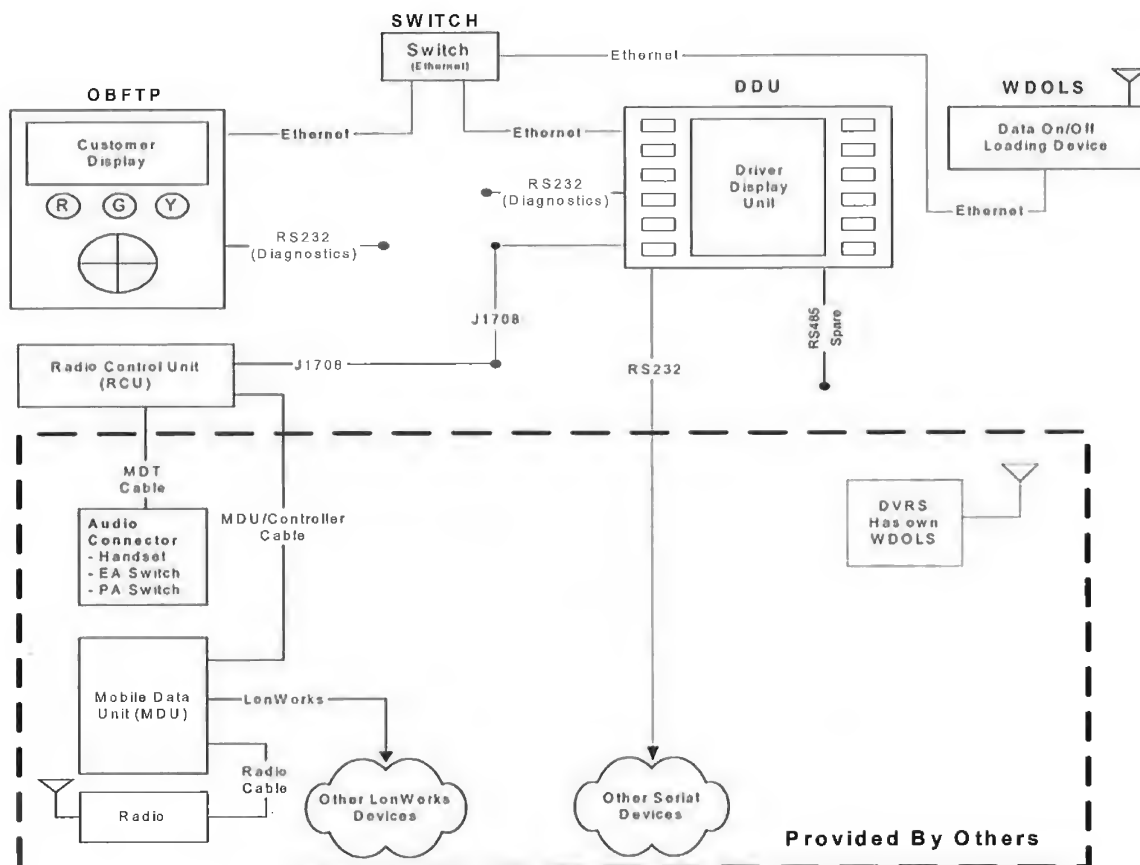 SWITCH
Switch
(Ethernet)
Ethernet
OBFTP
DDU
WDOLS
Customer
Display
R G Y
Ethernet
Ethernet
Driver
Display
Unit
Data On/Off
Loading Device
RS232
(Diagnostics)
RS232
(Diagnostics)
Ethernet
J1708
RS485
Spare
Radio Control Unit
(RCU)
J1708
RS232
MDT
Cable
MDU/Controller
Cable
Audio
Connector
- Handset
- EA Switch
- PA Switch
DVRS
Has own
WDOLS
Mobile Data
Unit (MDU)
LonWorks
Radio
Cable
Radio
Other LonWorks
Devices
Other Serial
Devices
Provided By Others